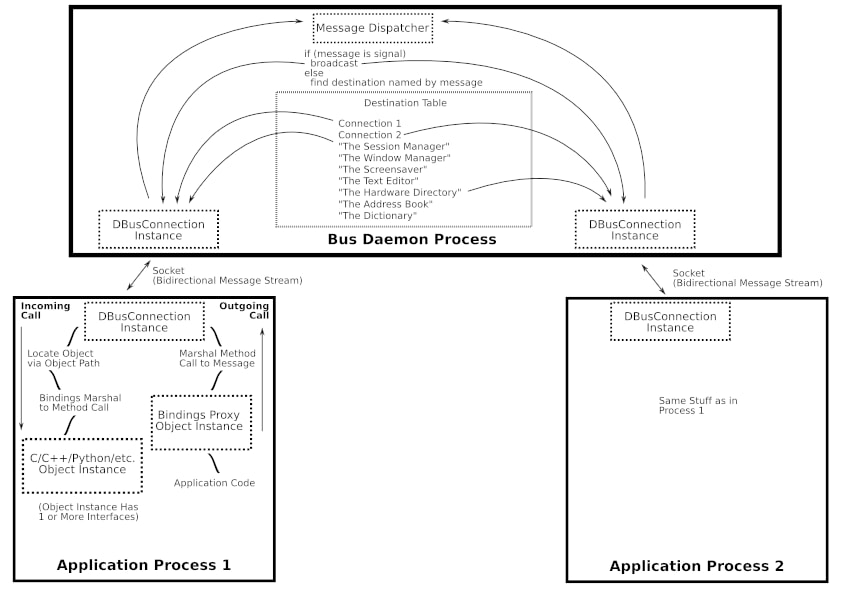 Message Dispatcher
if (message is signal)
broadcast
else
find destination named by message
Destination Table
Connection 1
Connection 2
"The Session Manager"
"The Window Manager"
"The Screensaver"
"The Text Editor"
"The Hardware Directory"
"The Address Book"
"The Dictionary"
DBusConnection
Instance
DBusConnection
Instance
Bus Daemon Process
Socket
(Bidirectional Message Stream)
Socket
(Bidirectional Message Stream)
Incoming
Call
DBusConnection
Instance
Outgoing
Call
Locate Object
via Object Path
Marshal Method
Call to Message
Bindings Marshal
to Method Call
Bindings Proxy
Object Instance
C/C++/Python/etc.
Object Instance
Application Code
(Object Instance Has
1 or More Interfaces)
Application Process 1
DBusConnection
Instance
Same Stuff as in
Process 1
Application Process 2